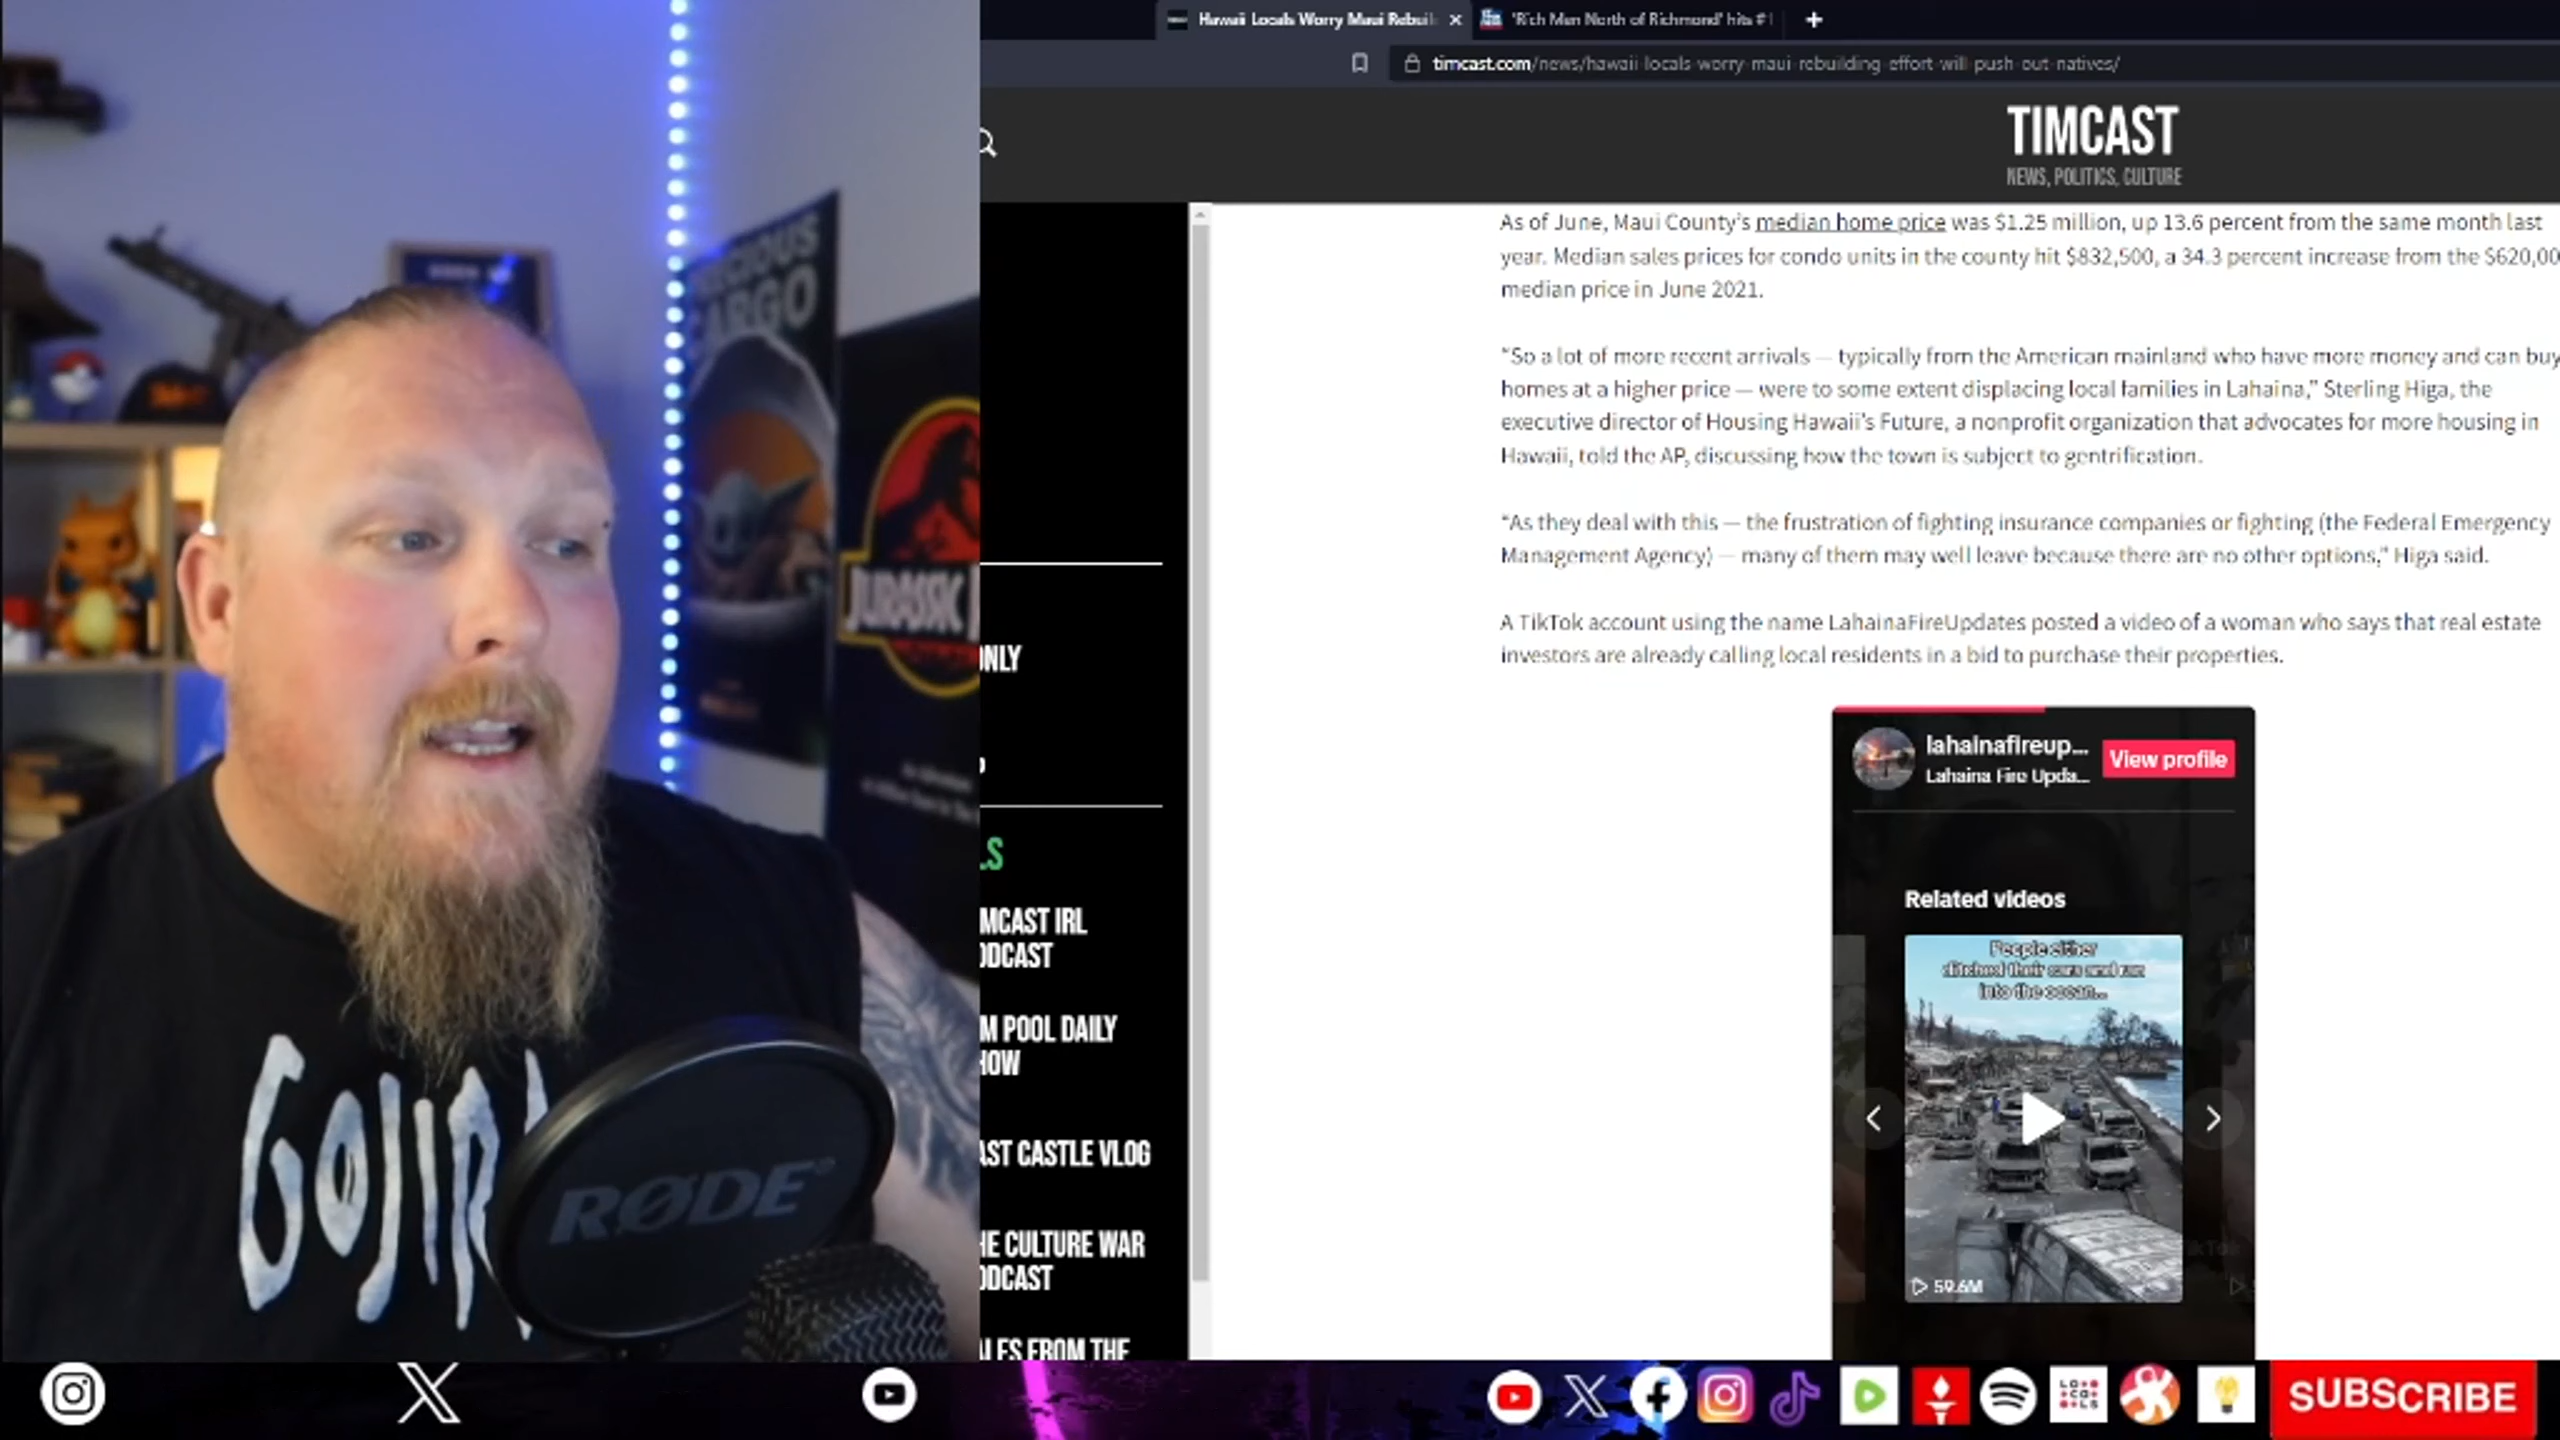 Hawaii Locals Worry Maui Rebuil
'Rich Men North of Richmond' hits #1
timcast.com/news/hawaii-locals-worry-maui-rebuilding-effort-will-push-out-natives/
TIMCAST
NEWS, POLITICS, CULTURE
As of June, Maui County's median home price was $1.25 million, up 13.6 percent from the same month last
year. Median sales prices for condo units in the county hit $832,500, a 34.3 percent increase from the $620,00
median price in June 2021.
"So a lot of more recent arrivals — typically from the American mainland who have more money and can buy
homes at a higher price — were to some extent displacing local families in Lahaina," Sterling Higa, the
executive director of Housing Hawaii's Future, a nonprofit organization that advocates for more housing in
Hawaii, told the AP, discussing how the town is subject to gentrification.
"As they deal with this — the frustration of fighting insurance companies or fighting (the Federal Emergency
Management Agency) — many of them may well leave because there are no other options," Higa said.
A TikTok account using the name LahainaFireUpdates posted a video of a woman who says that real estate
investors are already calling local residents in a bid to purchase their properties.
lahainafireup...
Lahaina Fire Upda...
View profile
Related videos
People either
ditched their cars and ran
into the ocean...
59.6M
ONLY
LS
MCAST IRL
ODCAST
M POOL DAILY
HOW
AST CASTLE VLOG
HE CULTURE WAR
ODCAST
ALES FROM THE
CARGO
JURASSIC
GOJIR
RØDE
SUBSCRIBE